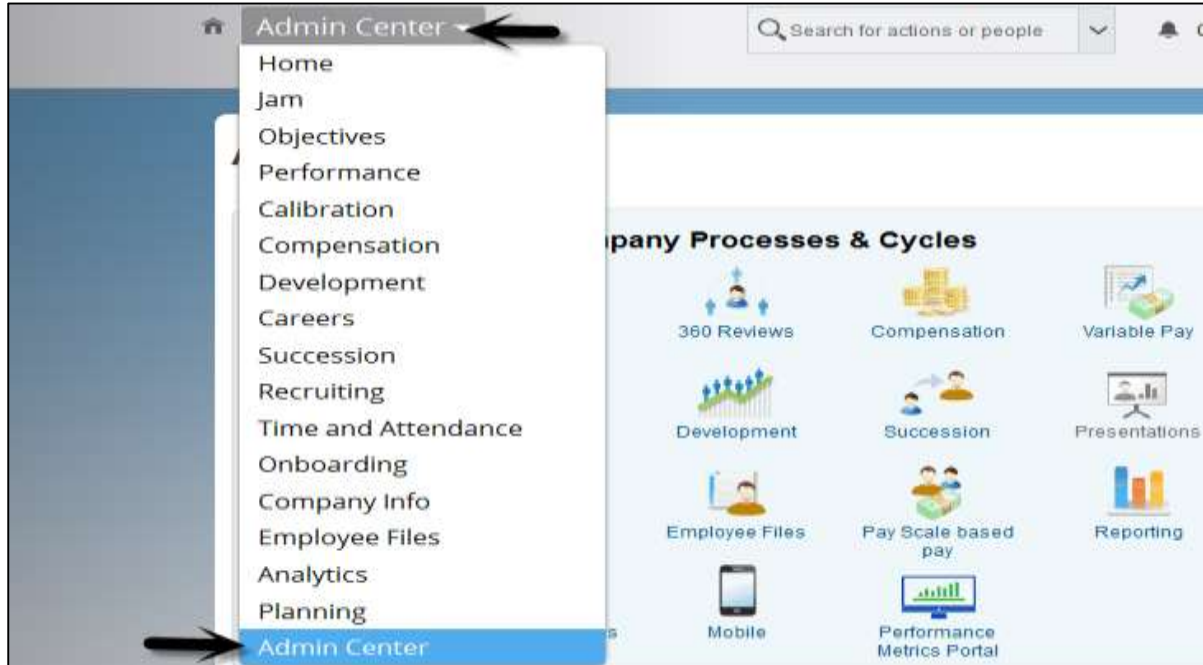 Admin Center
Search for actions or people
Home
Jam
Objectives
Performance
Calibration
Compensation
Development
Careers
Succession
Recruiting
Time and Attendance
Onboarding
Company Info
Employee Files
Analytics
Planning
Admin Center
pany Processes & Cycles
360 Reviews
Compensation
Variable Pay
Development
Succession
Presentations
Employee Files
Pay Scale based
pay
Reporting
s
Mobile
Performance
Metrics Portal